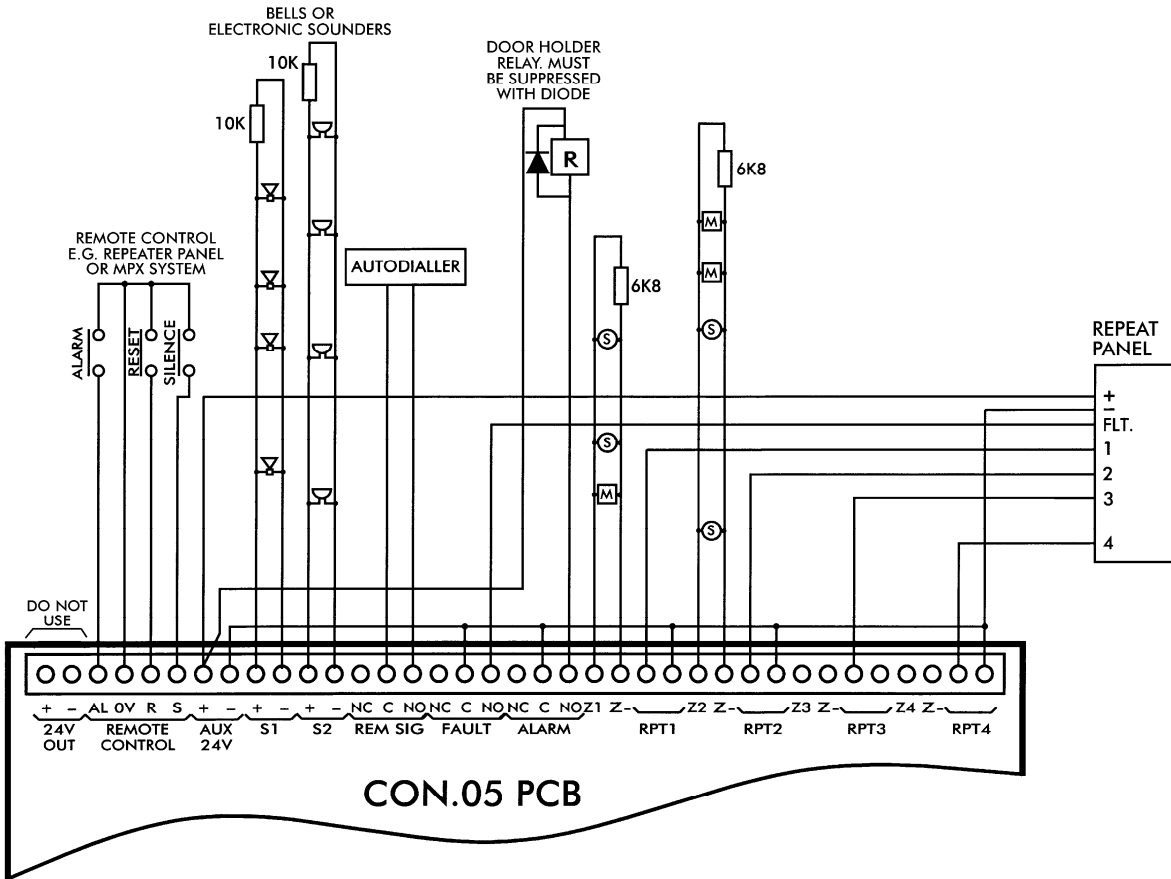 BELLS OR
ELECTRONIC SOUNDERS
10K
10K
DOOR HOLDER
RELAY. MUST
BE SUPPRESSED
WITH DIODE
R
6K8
M
M
S
S
REMOTE CONTROL
E.G. REPEATER PANEL
OR MPX SYSTEM
ALARM
RESET
SILENCE
AUTODIALLER
6K8
S
S
M
REPEAT
PANEL
+
–
FLT.
1
2
3
4
DO NOT
USE
+ – AL 0V R S + – + – + – NC C NO NC C NO NC C NO Z1 Z– Z2 Z– Z3 Z– Z4 Z–
24V OUT
REMOTE CONTROL
AUX 24V
S1
S2
REM SIG
FAULT
ALARM
RPT1
RPT2
RPT3
RPT4
CON.05 PCB